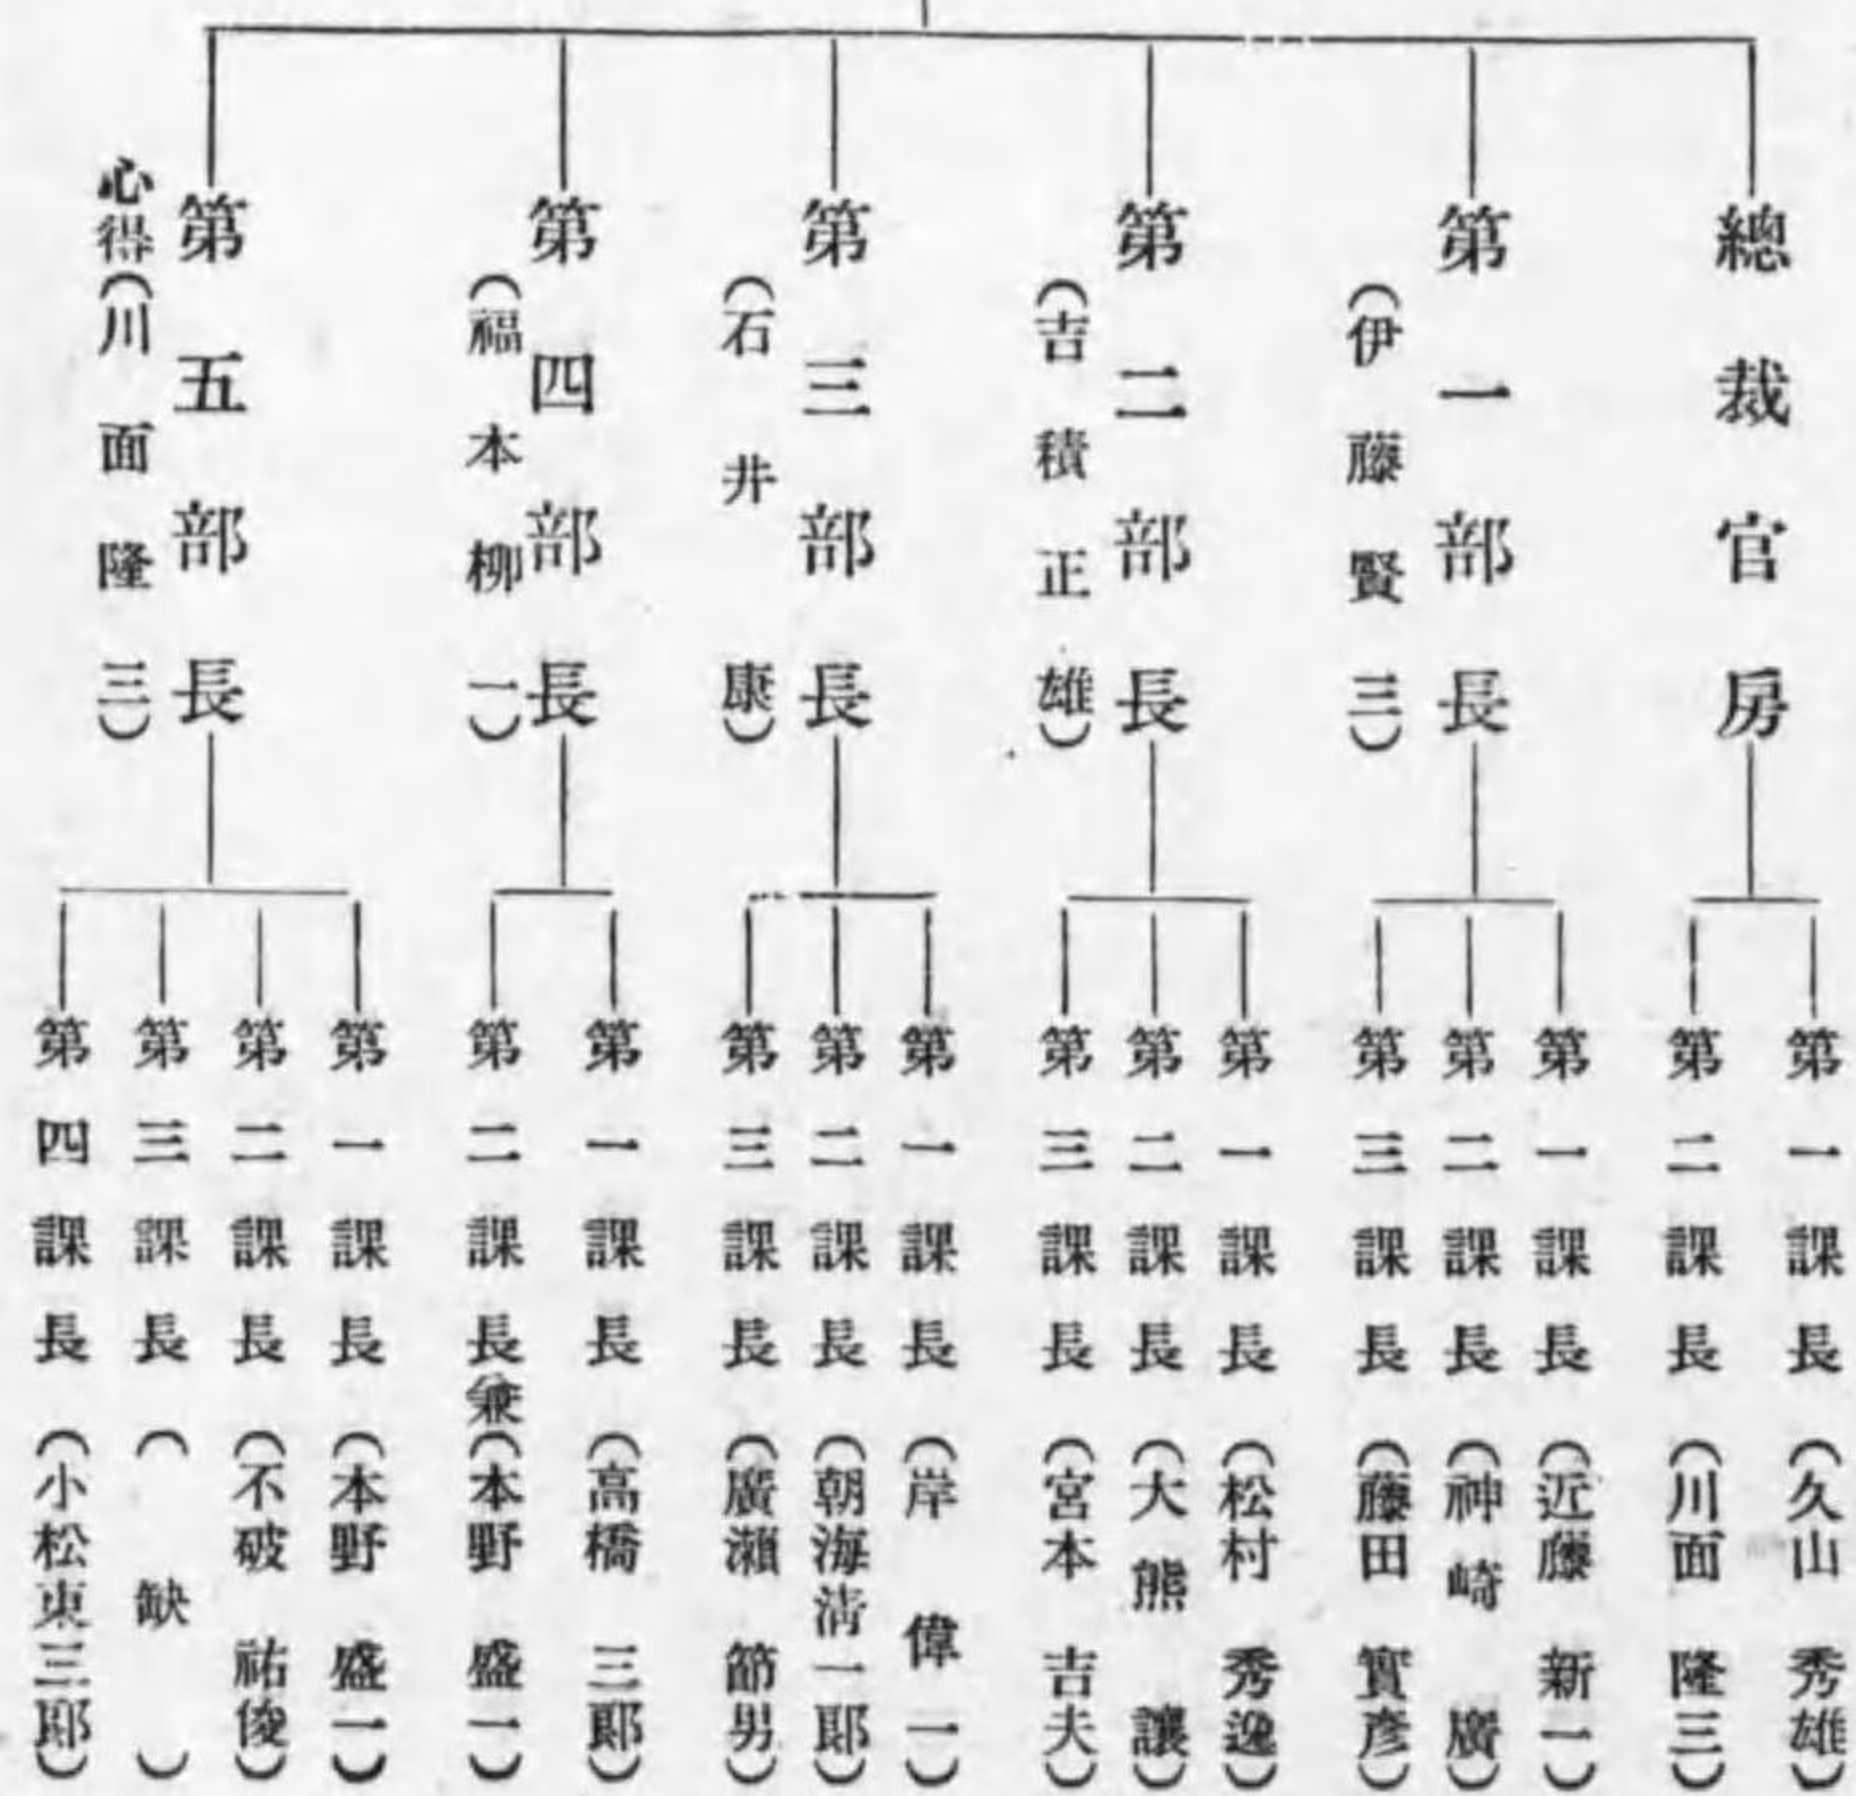 總裁官房
第一部長
（伊藤賢三）
第二部長
（吉積正雄）
第三部長
（石井康）
第四部長
（福本柳一）
第五部長
心得（川面隆三）
第一課長（久山秀雄）
第二課長（川面隆三）
第一課長（近藤新一）
第二課長（神崎廣）
第三課長（藤田實彦）
第一課長（松村秀逸）
第二課長（大熊讓）
第三課長（宮本吉夫）
第一課長（岸偉一）
第二課長（朝海淸一郎）
第三課長（廣瀨節男）
第一課長（高橋三郎）
第二課長兼（本野盛一）
第一課長（本野盛一）
第二課長（不破祐俊）
第三課長（缺）
第四課長（小松東三郎）